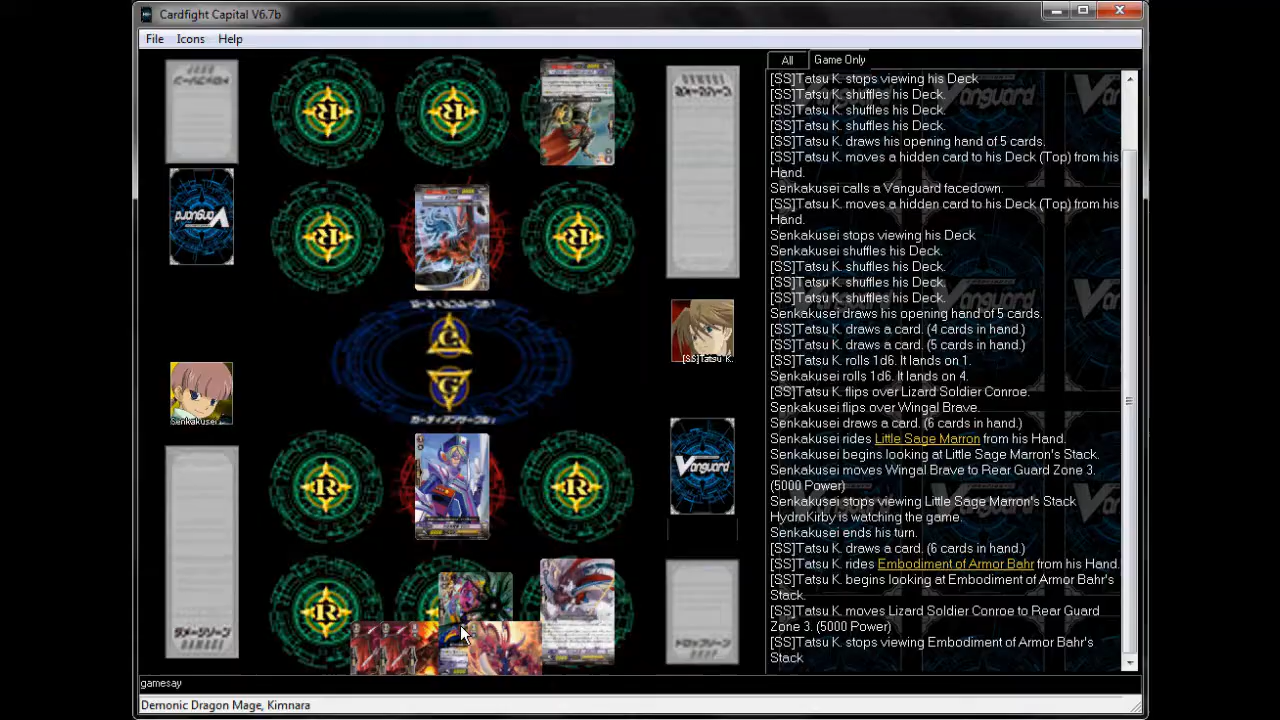 Cardfight Capital V6.7b
File Icons Help
All Game Only
[SS]Tatsu K. stops viewing his Deck
[SS]Tatsu K. shuffles his Deck.
[SS]Tatsu K. shuffles his Deck.
[SS]Tatsu K. shuffles his Deck.
[SS]Tatsu K. draws his opening hand of 5 cards.
[SS]Tatsu K. moves a hidden card to his Deck (Top) from his
Hand.
Senkakusei calls a Vanguard facedown.
[SS]Tatsu K. moves a hidden card to his Deck (Top) from his
Hand.
Senkakusei stops viewing his Deck
Senkakusei shuffles his Deck.
[SS]Tatsu K. shuffles his Deck.
[SS]Tatsu K. shuffles his Deck.
[SS]Tatsu K. shuffles his Deck.
Senkakusei draws his opening hand of 5 cards.
[SS]Tatsu K. draws a card. (4 cards in hand.)
[SS]Tatsu K. draws a card. (5 cards in hand.)
[SS]Tatsu K. rolls 1d6. It lands on 1.
Senkakusei rolls 1d6. It lands on 4.
[SS]Tatsu K. flips over Lizard Soldier Conroe.
Senkakusei flips over Wingal Brave.
Senkakusei draws a card. (6 cards in hand.)
Senkakusei rides Little Sage Marron from his Hand.
Senkakusei begins looking at Little Sage Marron's Stack.
Senkakusei moves Wingal Brave to Rear Guard Zone 3.
(5000 Power)
Senkakusei stops viewing Little Sage Marron's Stack
HydroKirby is watching the game.
Senkakusei ends his turn.
[SS]Tatsu K. draws a card. (6 cards in hand.)
[SS]Tatsu K. rides Embodiment of Armor Bahr from his Hand.
[SS]Tatsu K. begins looking at Embodiment of Armor Bahr's
Stack.
[SS]Tatsu K. moves Lizard Soldier Conroe to Rear Guard
Zone 3. (5000 Power)
[SS]Tatsu K. stops viewing Embodiment of Armor Bahr's
Stack
[SS]Tatsu K.
Senkakusei
Vanguard
Vanguard
gamesay
Demonic Dragon Mage, Kimnara